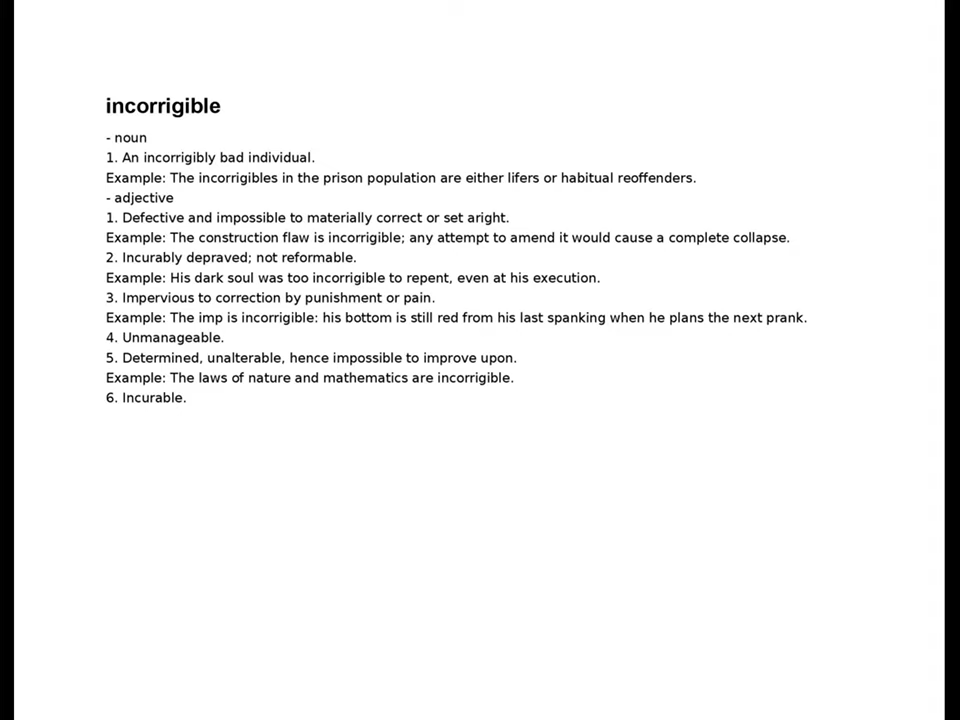 incorrigible
- noun
1. An incorrigibly bad individual.
Example: The incorrigibles in the prison population are either lifers or habitual reoffenders.
- adjective
1. Defective and impossible to materially correct or set aright.
Example: The construction flaw is incorrigible; any attempt to amend it would cause a complete collapse.
2. Incurably depraved; not reformable.
Example: His dark soul was too incorrigible to repent, even at his execution.
3. Impervious to correction by punishment or pain.
Example: The imp is incorrigible: his bottom is still red from his last spanking when he plans the next prank.
4. Unmanageable.
5. Determined, unalterable, hence impossible to improve upon.
Example: The laws of nature and mathematics are incorrigible.
6. Incurable.